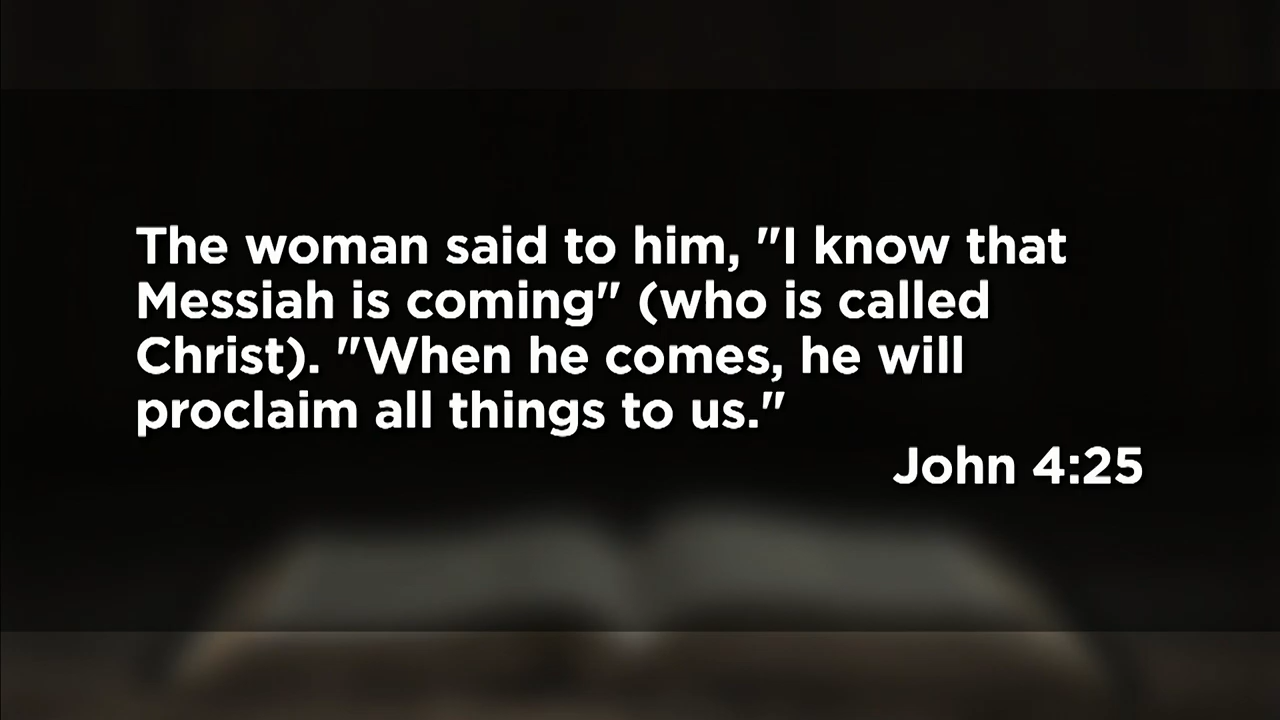 The woman said to him, "I know that
Messiah is coming" (who is called
Christ). "When he comes, he will
proclaim all things to us."
John 4:25